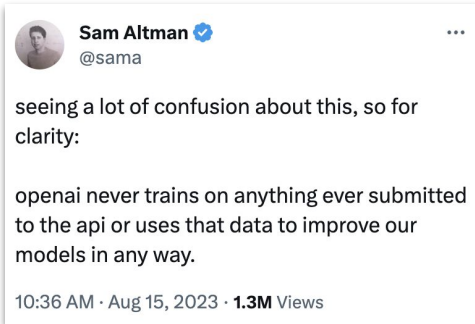 Sam Altman
@sama
seeing a lot of confusion about this, so for
clarity:
openai never trains on anything ever submitted
to the api or uses that data to improve our
models in any way.
10:36 AM · Aug 15, 2023 · 1.3M Views